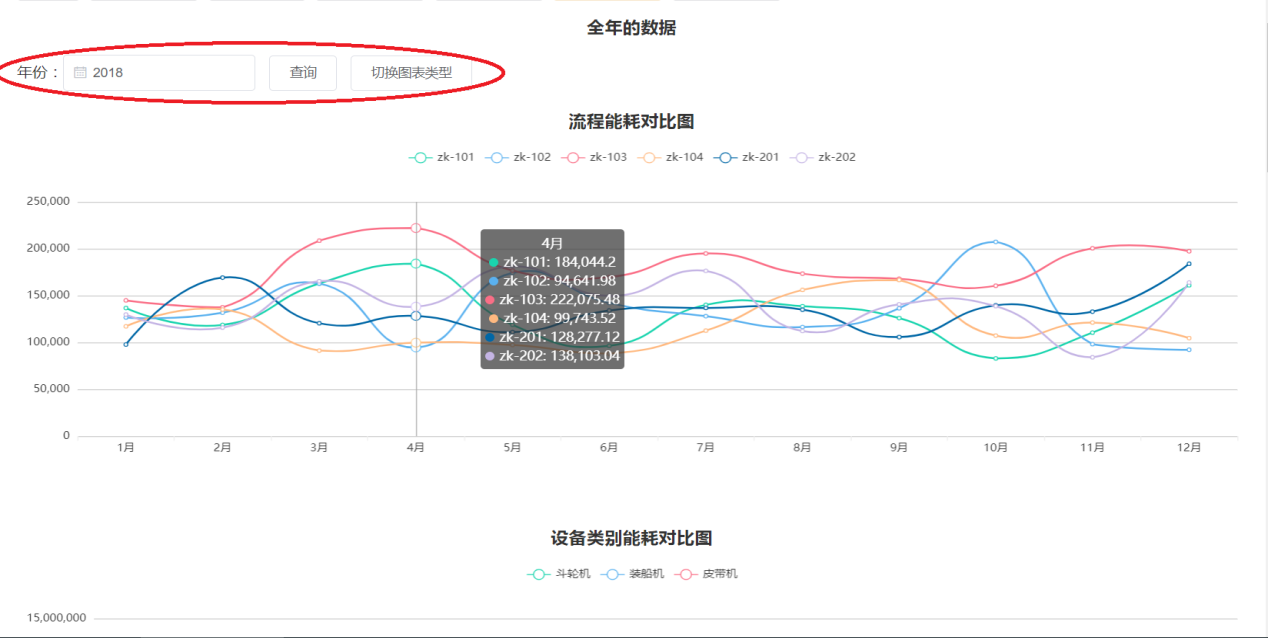 全年的数据
年份： 2018 查询 切换图表类型
流程能耗对比图
zk-101 zk-102 zk-103 zk-104 zk-201 zk-202
250,000
200,000
150,000
100,000
50,000
0
4月
zk-101: 184,044.2
zk-102: 94,641.98
zk-103: 222,075.48
zk-104: 99,743.52
zk-201: 128,277.12
zk-202: 138,103.04
1月 2月 3月 4月 5月 6月 7月 8月 9月 10月 11月 12月
设备类别能耗对比图
斗轮机 装船机 皮带机
15,000,000